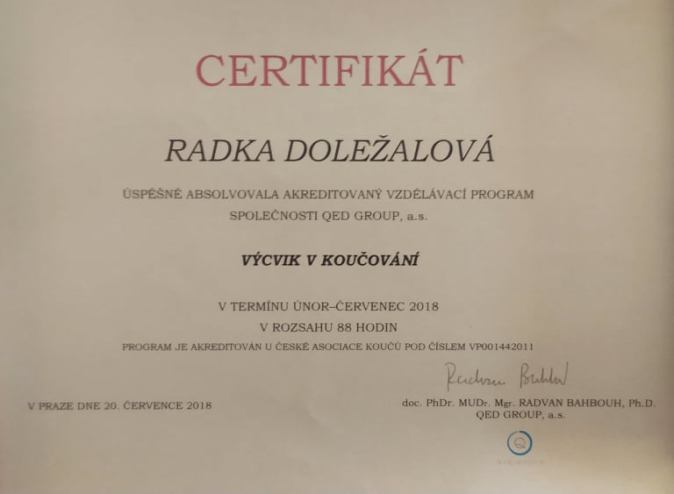 CERTIFIKÁT
RADKA DOLEŽALOVÁ
ÚSPĚŠNĚ ABSOLVOVALA AKREDITOVANÝ VZDĚLÁVACÍ PROGRAM
SPOLEČNOSTI QED GROUP, a.s.
VÝCVIK V KOUČOVÁNÍ
V TERMÍNU ÚNOR–ČERVENEC 2018
V ROZSAHU 88 HODIN
PROGRAM JE AKREDITOVÁN U ČESKÉ ASOCIACE KOUČŮ POD ČÍSLEM VP001442011
V PRAZE DNE 20. ČERVENCE 2018
doc. PhDr. MUDr. Mgr. RADVAN BAHBOUH, Ph.D.
QED GROUP, a.s.